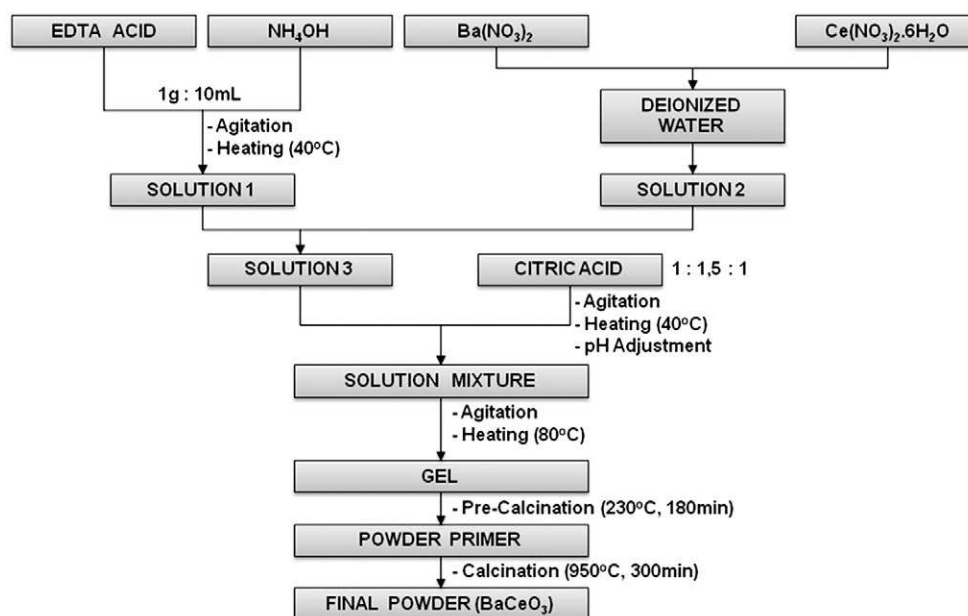 EDTA ACID
NH₄OH
Ba(NO₃)₂
Ce(NO₃)₂.6H₂O
1g : 10mL
- Agitation
- Heating (40ºC)
DEIONIZED
WATER
SOLUTION 1
SOLUTION 2
SOLUTION 3
CITRIC ACID
1 : 1,5 : 1
- Agitation
- Heating (40ºC)
- pH Adjustment
SOLUTION MIXTURE
- Agitation
- Heating (80ºC)
GEL
- Pre-Calcination (230ºC, 180min)
POWDER PRIMER
- Calcination (950ºC, 300min)
FINAL POWDER (BaCeO₃)